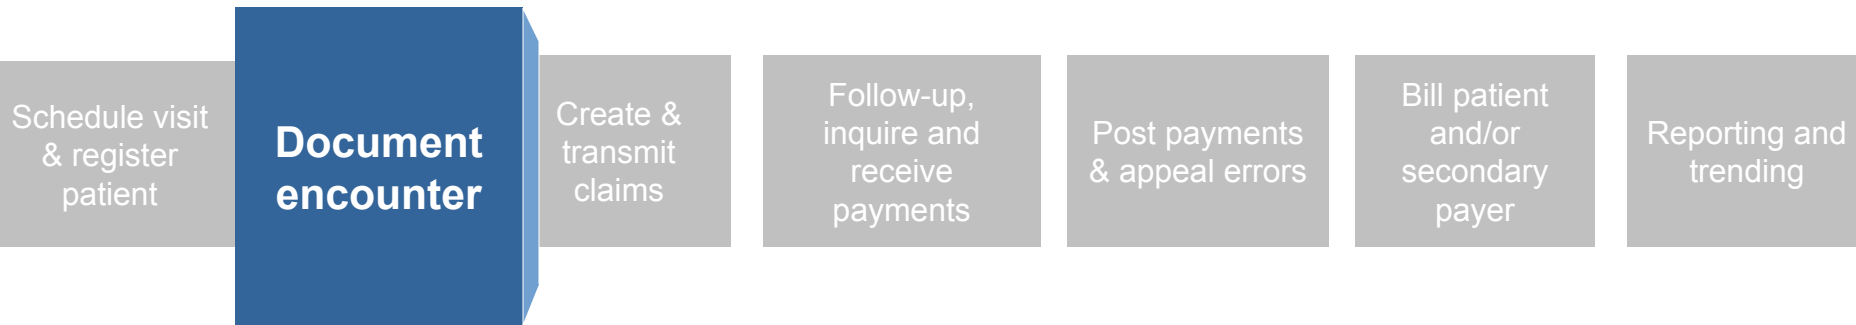 Schedule visit
& register
patient
Document
encounter
Create &
transmit
claims
Follow-up,
inquire and
receive
payments
Post payments
& appeal errors
Bill patient
and/or
secondary
payer
Reporting and
trending